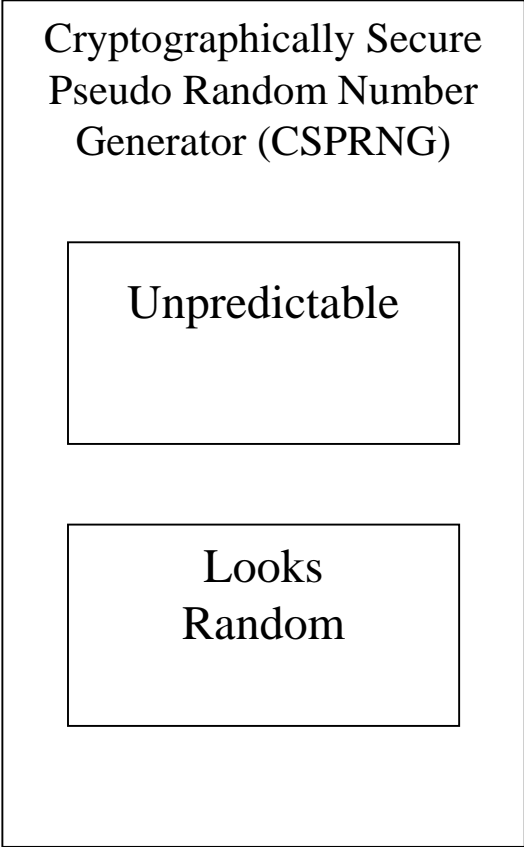 Cryptographically Secure
Pseudo Random Number
Generator (CSPRNG)
Unpredictable
Looks
Random